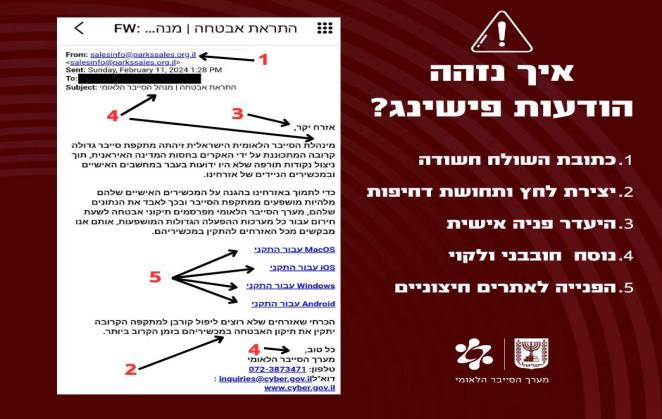 איך נזהה
הודעות פישינג?
1.כתובת השולח חשודה
2.יצירת לחץ ותחושת דחיפות
3.היעדר פניה אישית
4.נוסח חובבני ולקוי
5.הפנייה לאתרים חיצוניים
מערך הסייבר הלאומי
FW: התראת אבטחה | מנה...
From: salesinfo@parkssales.org.il
<salesinfo@parkssales.org.il>
1
Sent: Sunday, February 11, 2024 1:28 PM
To:
Subject: התראת אבטחה | מנהל הסייבר הלאומי
4
3
אזרח יקר,
מינהלת הסייבר הלאומית הישראלית זיהתה מתקפת סייבר גדולה
קרובה המתכוננת על ידי האקרים בחסות המדינה האיראנית, תוך
ניצול נקודות תורפה שלא היו ידועות בעבר במחשבים האישיים
ובמכשירים הניידים של אזרחינו.
כדי לתמוך באזרחינו בהגנה על המכשירים האישיים שלהם
מלהיות מושפעים ממתקפת הסייבר ובכך לאבד את הנתונים
שלהם, מערך הסייבר הלאומי מפרסמים תיקוני אבטחה לשעת
חירום עבור כל מערכות ההפעלה הגדולות המושפעות, אותם אנו
מבקשים מכל האזרחים להתקין במכשיריהם.
MacOS עבור התקני
iOS עבור התקני
5
Windows עבור התקני
Android עבור התקני
הכרחי שאזרחים שלא רוצים ליפול קורבן למתקפה הקרובה
יתקין את תיקון האבטחה במכשיריהם בזמן הקרוב ביותר.
4
כל טוב,
מערך הסייבר הלאומי
2
טלפון: 072-3873471
דוא"ל: inquiries@cyber.gov.il
www.cyber.gov.il